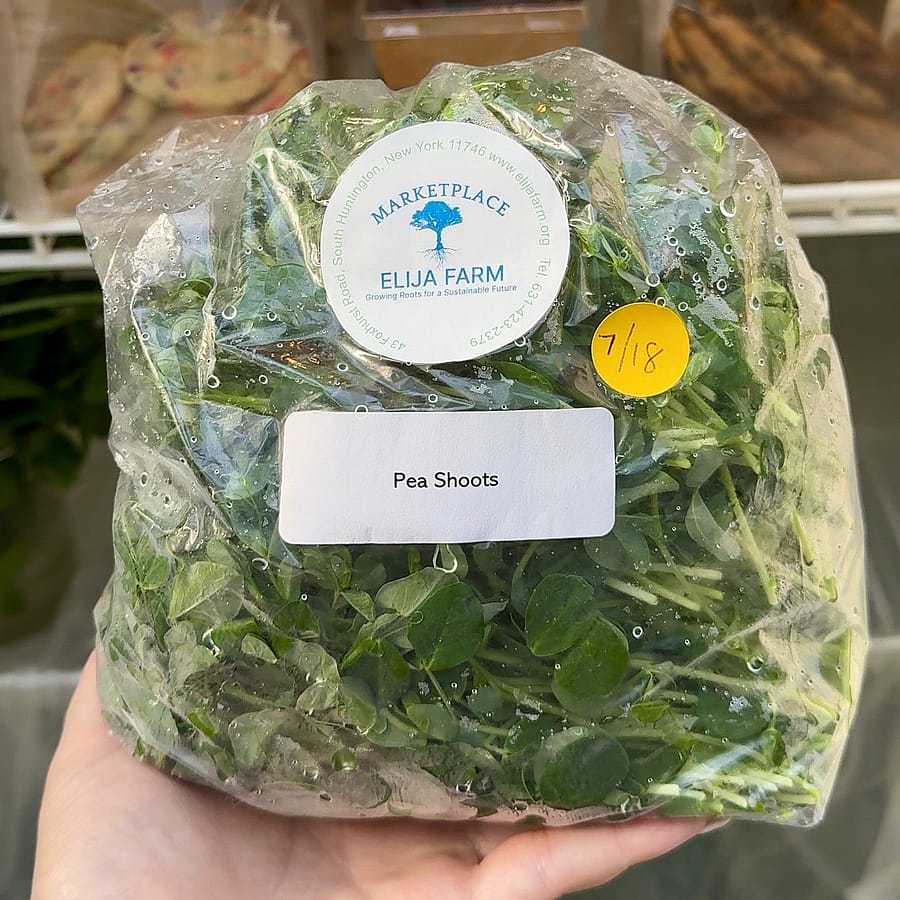 43 Foxhurst Road, South Huntington, New York 11746 www.elijafarm.org Tel. 631-423-2379
MARKETPLACE
ELIJA FARM
Growing Roots for a Sustainable Future
7/18
Pea Shoots